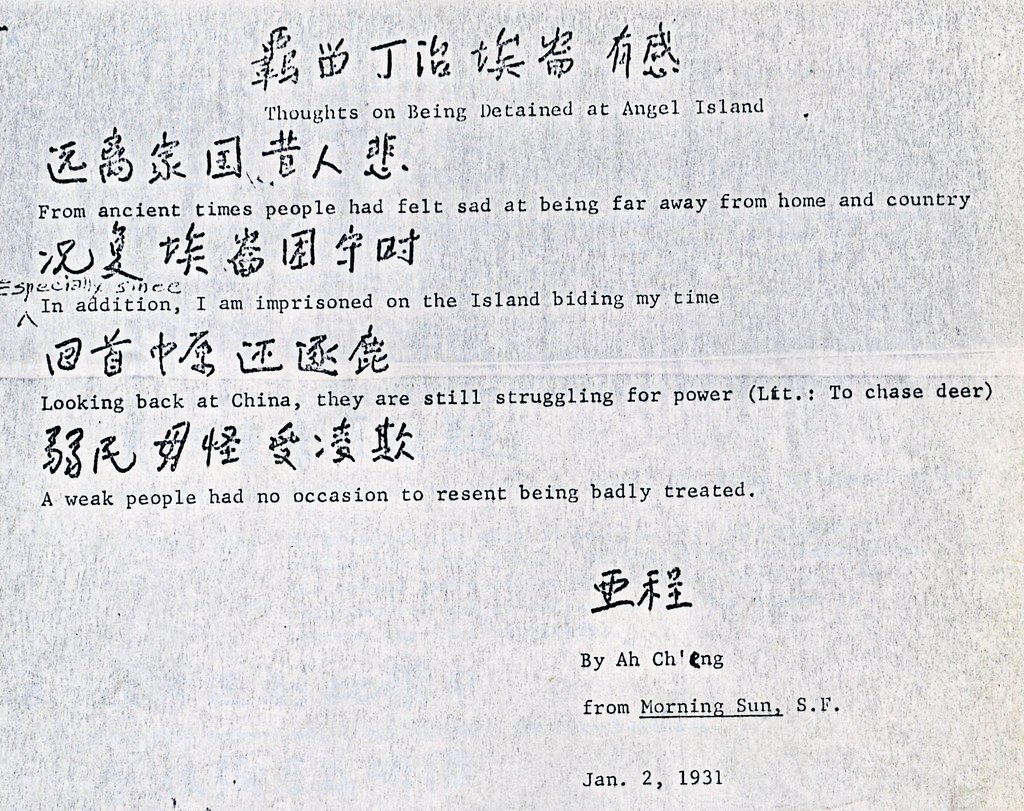 羈畄丁治埃崙有感
Thoughts on Being Detained at Angel Island
远离家国昔人悲
From ancient times people had felt sad at being far away from home and country
况复埃崙困守时
Especially since
In addition, I am imprisoned on the Island biding my time
回首中原还逐鹿
Looking back at China, they are still struggling for power (Lit.: To chase deer)
弱民毋怪受凌欺
A weak people had no occasion to resent being badly treated.
亜程
By Ah Ch'eng
from Morning Sun, S.F.
Jan. 2, 1931